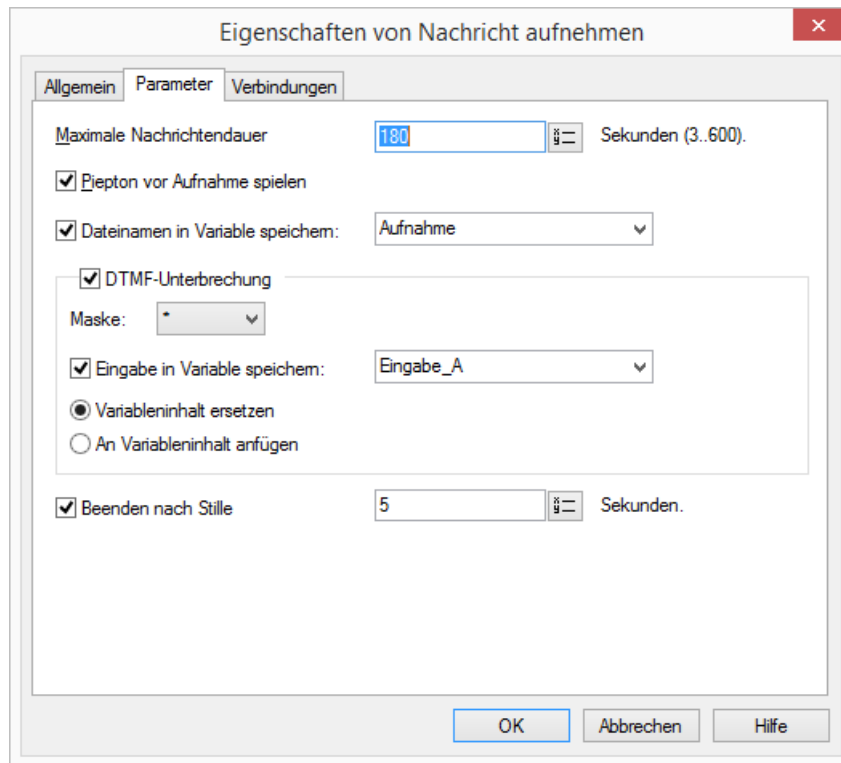 Eigenschaften von Nachricht aufnehmen
Allgemein Parameter Verbindungen
Maximale Nachrichtendauer 180 Sekunden (3..600).
Piepton vor Aufnahme spielen
Dateinamen in Variable speichern: Aufnahme
DTMF-Unterbrechung
Maske: *
Eingabe in Variable speichern: Eingabe_A
Variableninhalt ersetzen
An Variableninhalt anfügen
Beenden nach Stille 5 Sekunden.
OK Abbrechen Hilfe